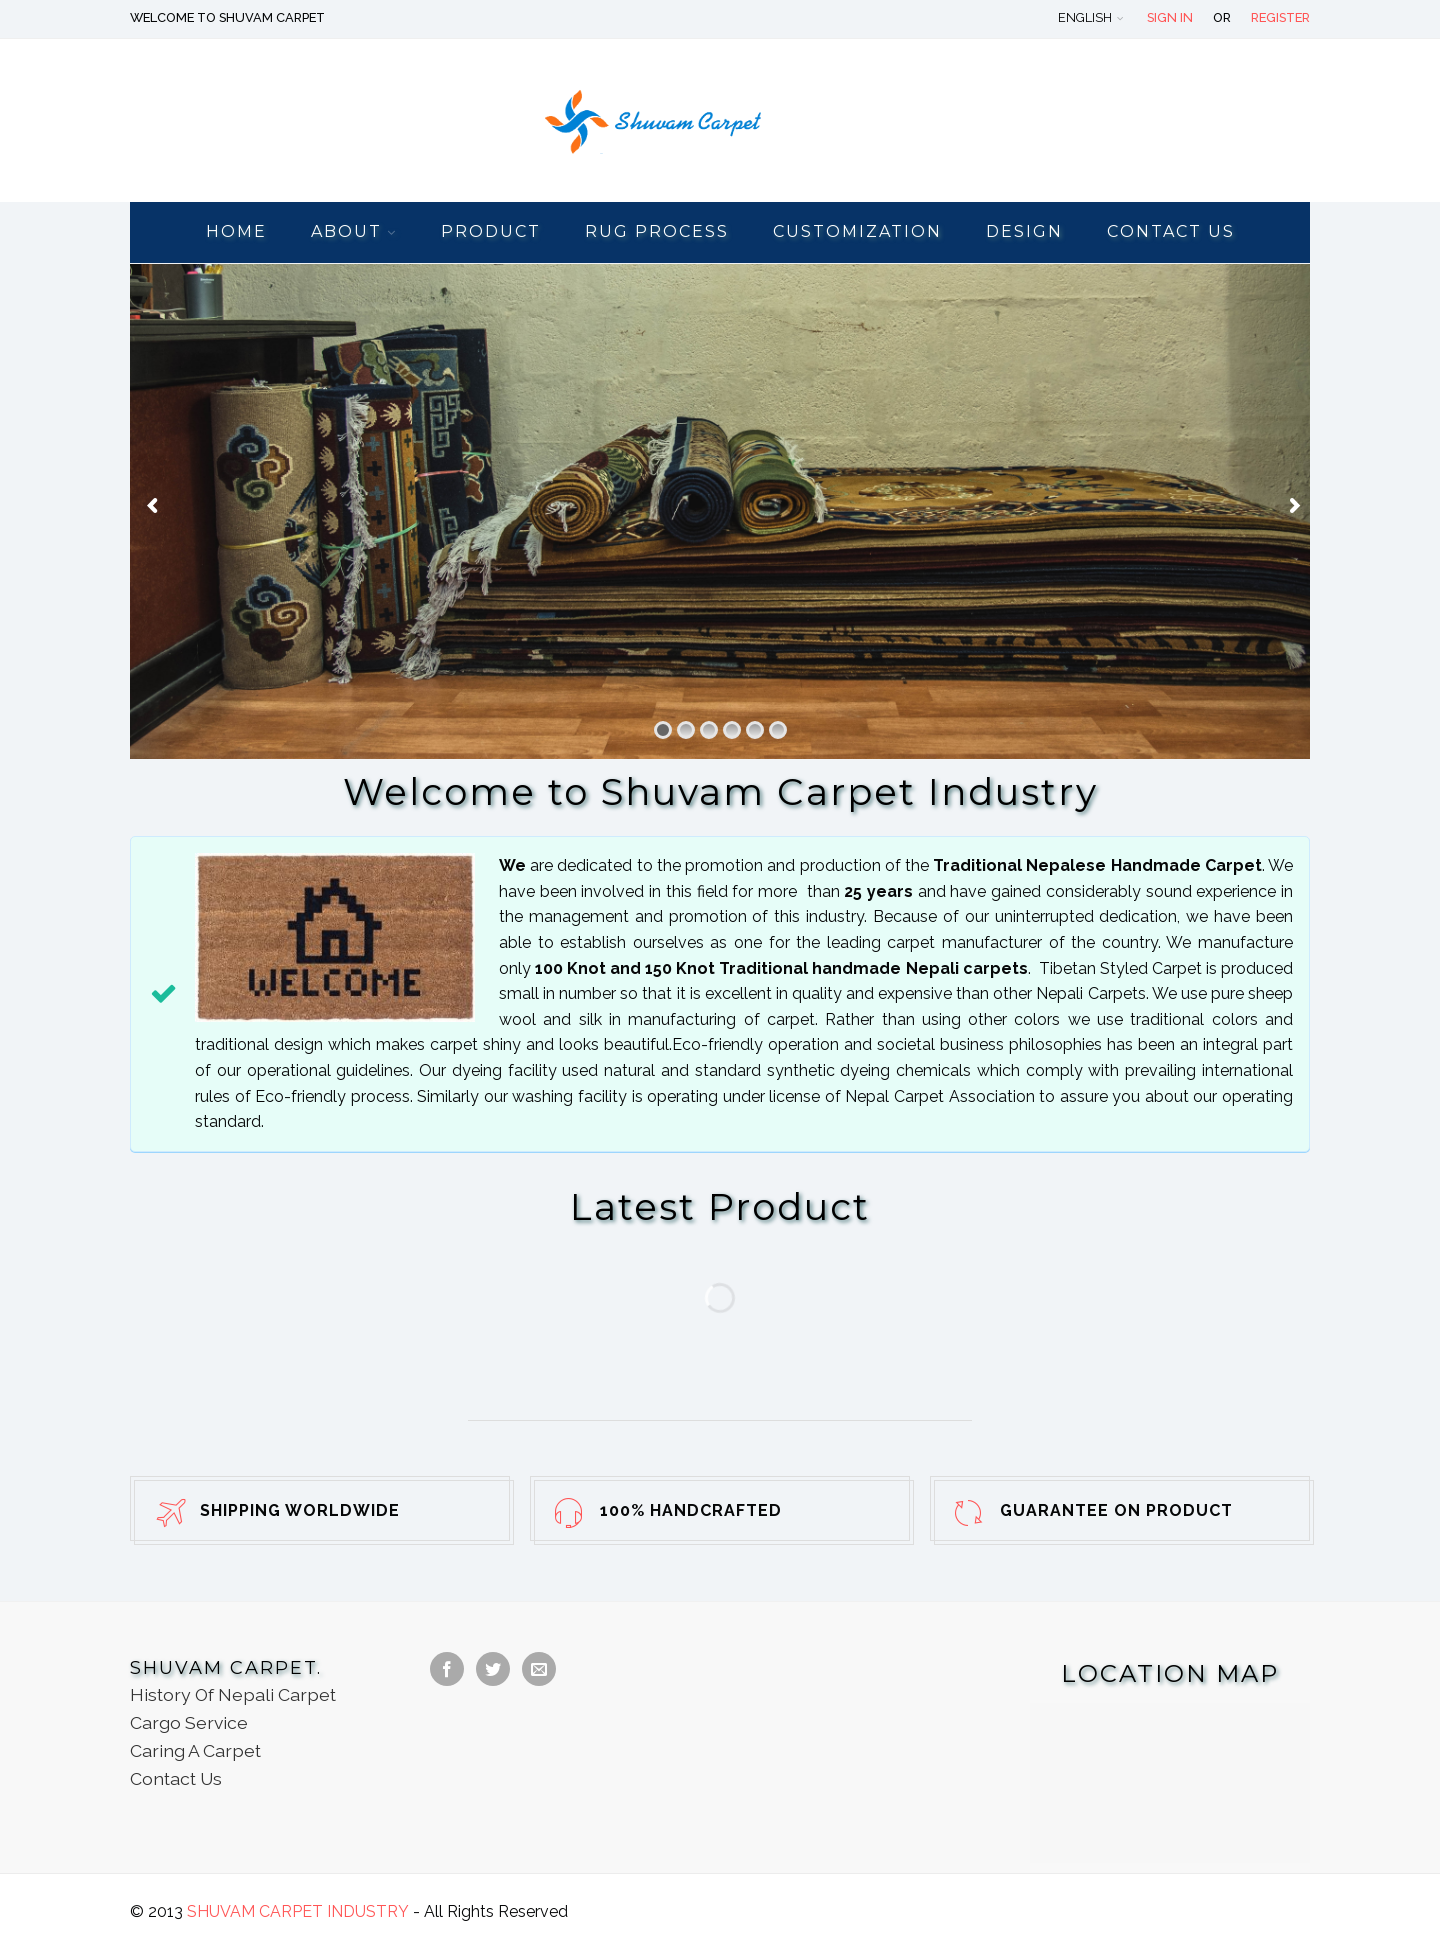 WELCOME TO SHUVAM CARPET
ENGLISH SIGN IN OR REGISTER
Shuvam Carpet
HOME ABOUT PRODUCT RUG PROCESS CUSTOMIZATION DESIGN CONTACT US
Welcome to Shuvam Carpet Industry
WELCOME
We are dedicated to the promotion and production of the Traditional Nepalese Handmade Carpet. We
have been involved in this field for more  than 25 years and have gained considerably sound experience in
the management and promotion of this industry. Because of our uninterrupted dedication, we have been
able to establish ourselves as one for the leading carpet manufacturer of the country. We manufacture
only 100 Knot and 150 Knot Traditional handmade Nepali carpets.  Tibetan Styled Carpet is produced
small in number so that it is excellent in quality and expensive than other Nepali Carpets. We use pure sheep
wool and silk in manufacturing of carpet. Rather than using other colors we use traditional colors and
traditional design which makes carpet shiny and looks beautiful.Eco-friendly operation and societal business philosophies has been an integral part
of our operational guidelines. Our dyeing facility used natural and standard synthetic dyeing chemicals which comply with prevailing international
rules of Eco-friendly process. Similarly our washing facility is operating under license of Nepal Carpet Association to assure you about our operating
standard.
Latest Product
SHIPPING WORLDWIDE
100% HANDCRAFTED
GUARANTEE ON PRODUCT
SHUVAM CARPET.
History Of Nepali Carpet
Cargo Service
Caring A Carpet
Contact Us
LOCATION MAP
© 2013 SHUVAM CARPET INDUSTRY - All Rights Reserved